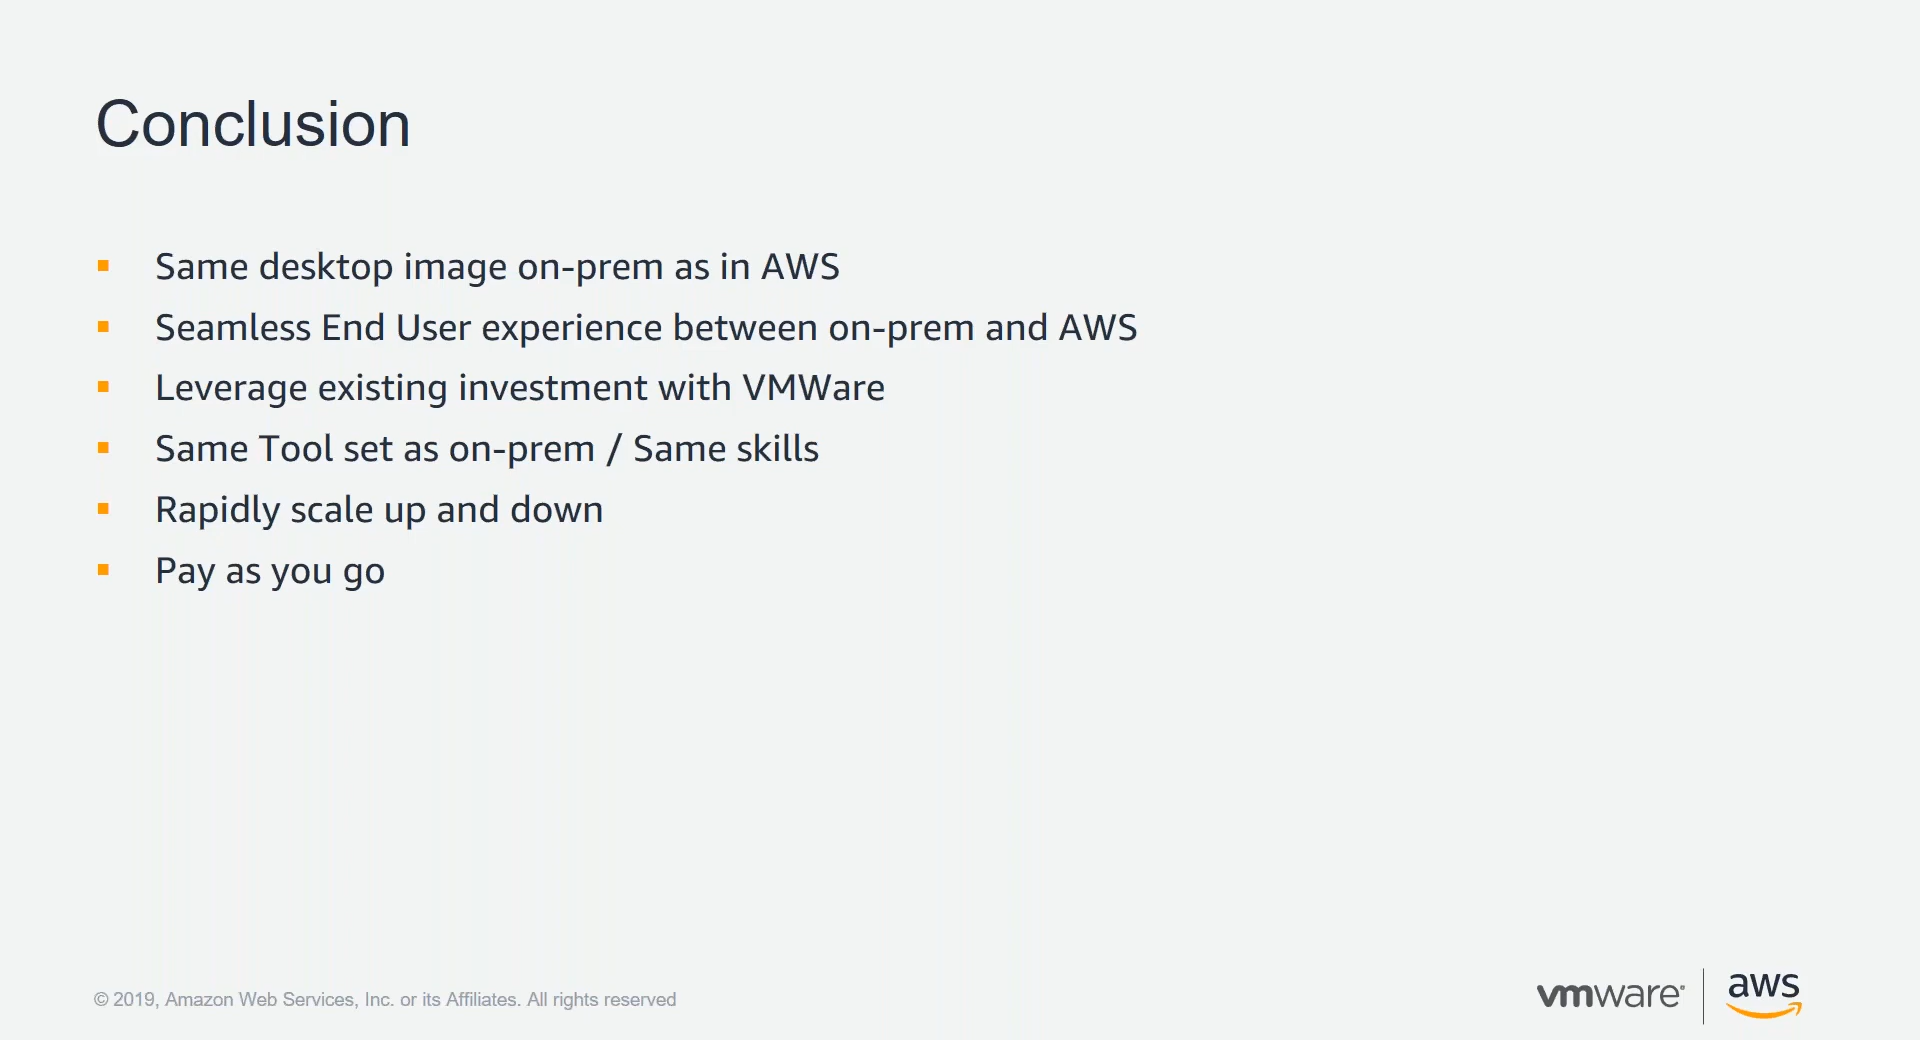 Conclusion
Same desktop image on-prem as in AWS
Seamless End User experience between on-prem and AWS
Leverage existing investment with VMWare
Same Tool set as on-prem / Same skills
Rapidly scale up and down
Pay as you go
© 2019, Amazon Web Services, Inc. or its Affiliates. All rights reserved
vmware®
aws